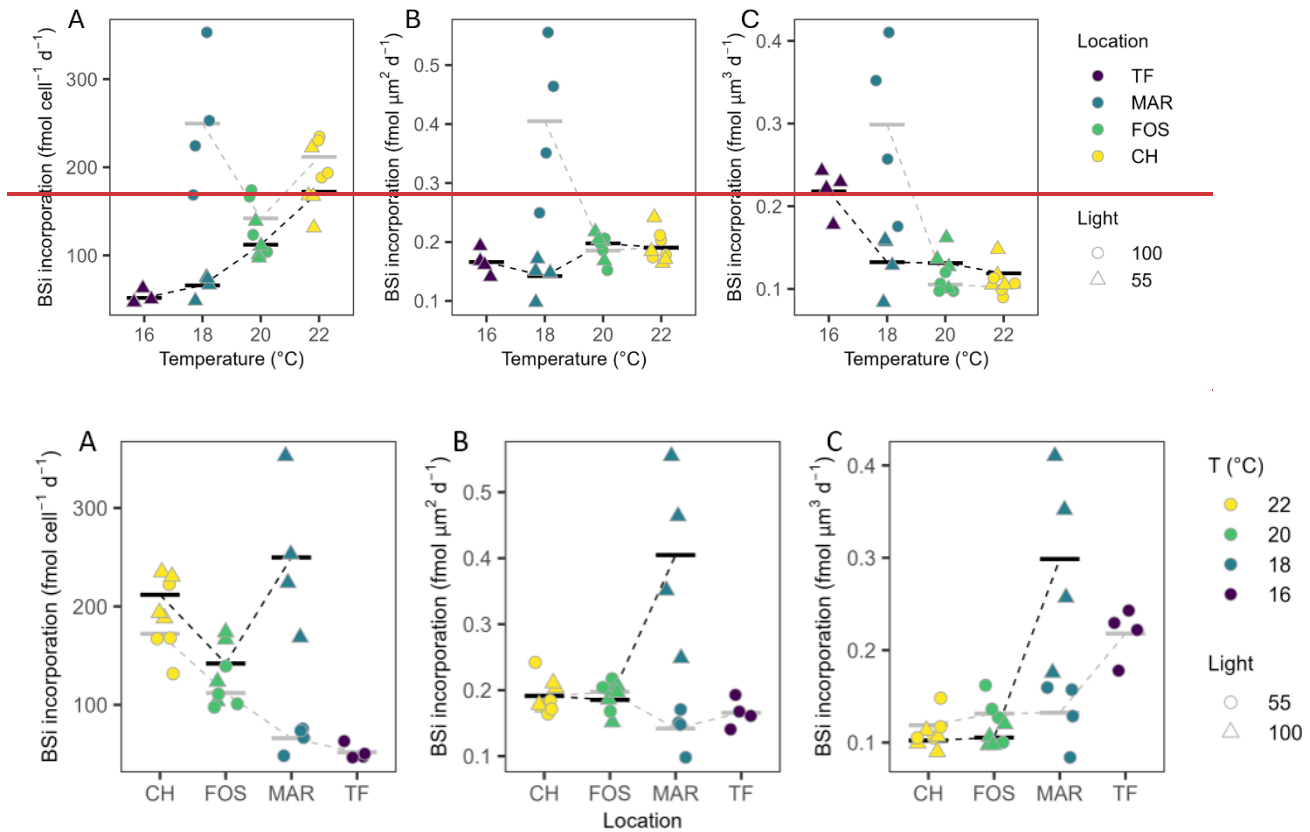 A
B
C
BSi incorporation (fmol cell⁻¹ d⁻¹)
300
200
100
16 18 20 22
Temperature (°C)
BSi incorporation (fmol μm² d⁻¹)
0.5
0.4
0.3
0.2
0.1
16 18 20 22
Temperature (°C)
BSi incorporation (fmol μm³ d⁻¹)
0.4
0.3
0.2
0.1
16 18 20 22
Temperature (°C)
Location
TF
MAR
FOS
CH
Light
100
55
A
B
C
BSi incorporation (fmol cell⁻¹ d⁻¹)
300
200
100
CH FOS MAR TF
BSi incorporation (fmol μm² d⁻¹)
0.5
0.4
0.3
0.2
0.1
CH FOS MAR TF
Location
BSi incorporation (fmol μm³ d⁻¹)
0.4
0.3
0.2
0.1
CH FOS MAR TF
T (°C)
22
20
18
16
Light
55
100